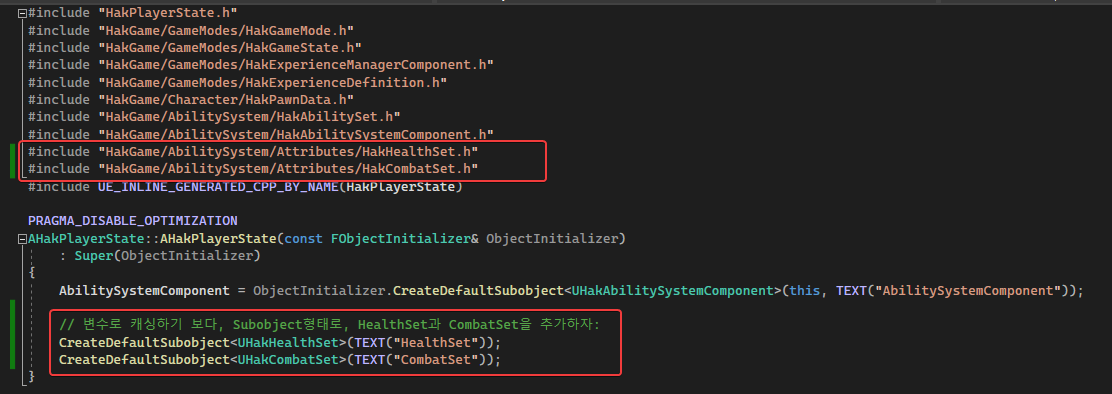 #include "HakPlayerState.h"
#include "HakGame/GameModes/HakGameMode.h"
#include "HakGame/GameModes/HakGameState.h"
#include "HakGame/GameModes/HakExperienceManagerComponent.h"
#include "HakGame/GameModes/HakExperienceDefinition.h"
#include "HakGame/Character/HakPawnData.h"
#include "HakGame/AbilitySystem/HakAbilitySet.h"
#include "HakGame/AbilitySystem/HakAbilitySystemComponent.h"
#include "HakGame/AbilitySystem/Attributes/HakHealthSet.h"
#include "HakGame/AbilitySystem/Attributes/HakCombatSet.h"
#include UE_INLINE_GENERATED_CPP_BY_NAME(HakPlayerState)
PRAGMA_DISABLE_OPTIMIZATION
AHakPlayerState::AHakPlayerState(const FObjectInitializer& ObjectInitializer)
: Super(ObjectInitializer)
{
AbilitySystemComponent = ObjectInitializer.CreateDefaultSubobject<UHakAbilitySystemComponent>(this, TEXT("AbilitySystemComponent"));
// 변수로 캐싱하기 보다, Subobject형태로, HealthSet과 CombatSet을 추가하자:
CreateDefaultSubobject<UHakHealthSet>(TEXT("HealthSet"));
CreateDefaultSubobject<UHakCombatSet>(TEXT("CombatSet"));
}